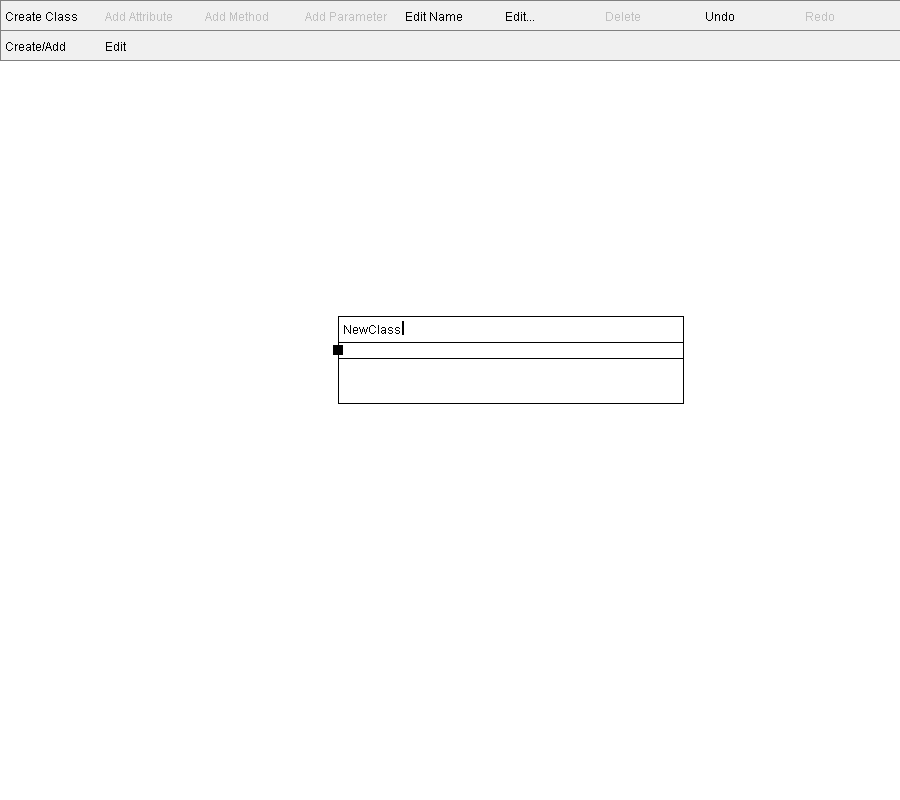 Create Class Add Attribute Add Method Add Parameter Edit Name Edit... Delete Undo Redo
Create/Add Edit
NewClass